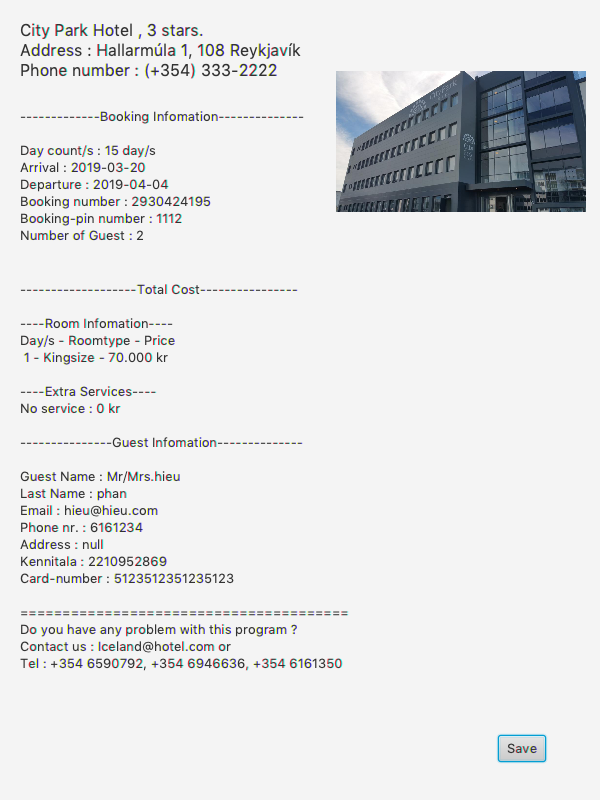 City Park Hotel , 3 stars.
Address : Hallarmúla 1, 108 Reykjavík
Phone number : (+354) 333-2222
-------------Booking Infomation--------------
Day count/s : 15 day/s
Arrival : 2019-03-20
Departure : 2019-04-04
Booking number : 2930424195
Booking-pin number : 1112
Number of Guest : 2
-------------------Total Cost----------------
----Room Infomation----
Day/s - Roomtype - Price
1 - Kingsize - 70.000 kr
----Extra Services----
No service : 0 kr
---------------Guest Infomation--------------
Guest Name : Mr/Mrs.hieu
Last Name : phan
Email : hieu@hieu.com
Phone nr. : 6161234
Address : null
Kennitala : 2210952869
Card-number : 5123512351235123
=======================================
Do you have any problem with this program ?
Contact us : Iceland@hotel.com or
Tel : +354 6590792, +354 6946636, +354 6161350
Save